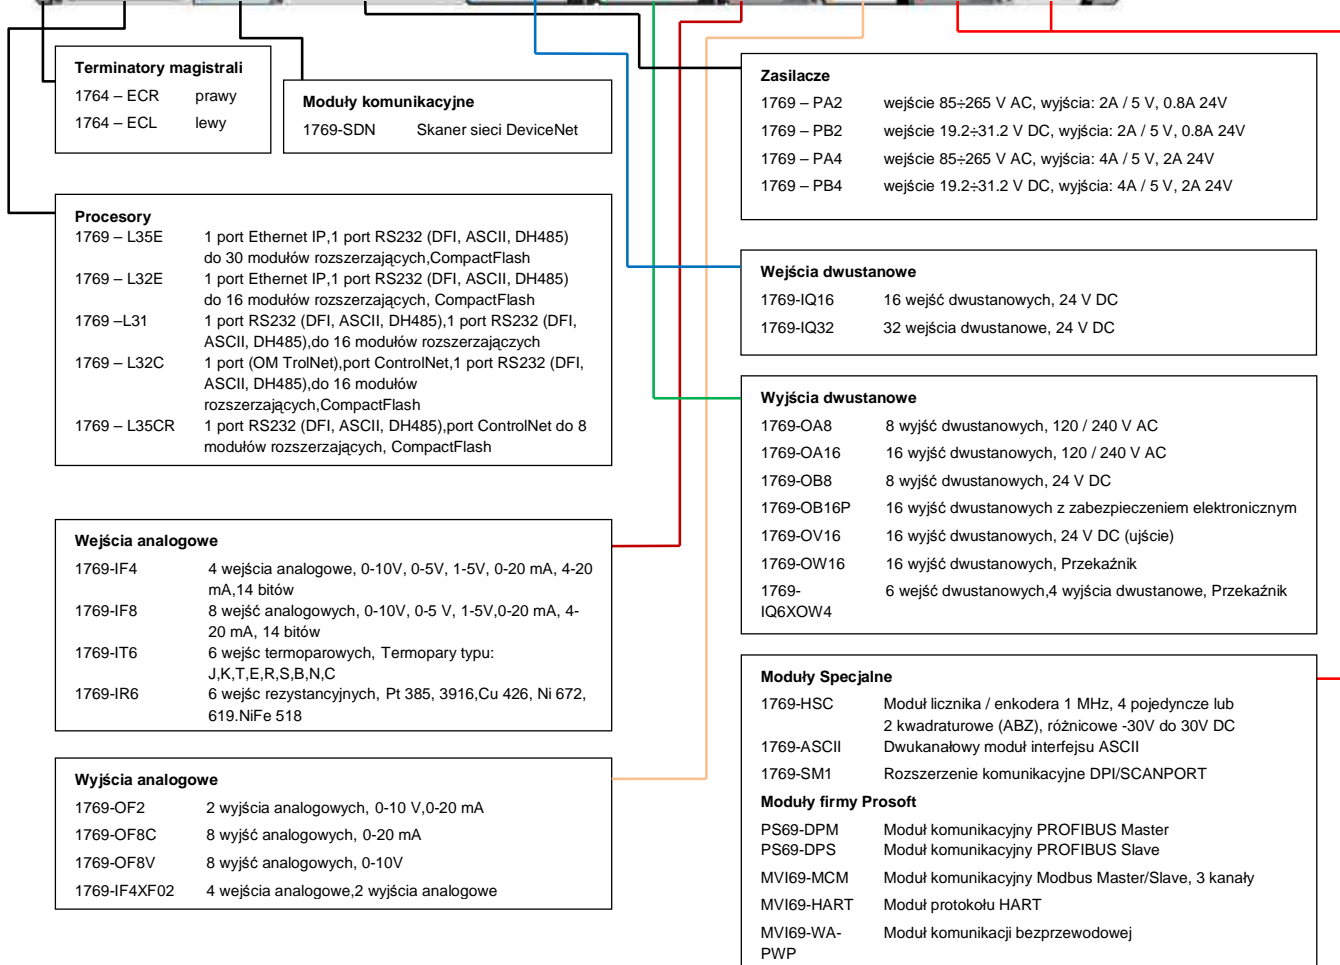 Terminatory magistrali
1764 – ECR prawy
1764 – ECL lewy
Moduły komunikacyjne
1769-SDN Skaner sieci DeviceNet
Procesory
1769 – L35E 1 port Ethernet IP,1 port RS232 (DFI, ASCII, DH485)
do 30 modułów rozszerzających,CompactFlash
1769 – L32E 1 port Ethernet IP,1 port RS232 (DFI, ASCII, DH485)
do 16 modułów rozszerzających, CompactFlash
1769 –L31 1 port RS232 (DFI, ASCII, DH485),1 port RS232 (DFI,
ASCII, DH485),do 16 modułów rozszerzajączych
1769 – L32C 1 port (OM TrolNet),port ControlNet,1 port RS232 (DFI,
ASCII, DH485),do 16 modułów
rozszerzających,CompactFlash
1769 – L35CR 1 port RS232 (DFI, ASCII, DH485),port ControlNet do 8
modułów rozszerzających, CompactFlash
Wejścia analogowe
1769-IF4 4 wejścia analogowe, 0-10V, 0-5V, 1-5V, 0-20 mA, 4-20
mA,14 bitów
1769-IF8 8 wejść analogowych, 0-10V, 0-5 V, 1-5V,0-20 mA, 4-
20 mA, 14 bitów
1769-IT6 6 wejśc termoparowych, Termopary typu:
J,K,T,E,R,S,B,N,C
1769-IR6 6 wejśc rezystancyjnych, Pt 385, 3916,Cu 426, Ni 672,
619.NiFe 518
Wyjścia analogowe
1769-OF2 2 wyjścia analogowych, 0-10 V,0-20 mA
1769-OF8C 8 wyjść analogowych, 0-20 mA
1769-OF8V 8 wyjść analogowych, 0-10V
1769-IF4XF02 4 wejścia analogowe,2 wyjścia analogowe
Zasilacze
1769 – PA2 wejście 85÷265 V AC, wyjścia: 2A / 5 V, 0.8A 24V
1769 – PB2 wejście 19.2÷31.2 V DC, wyjścia: 2A / 5 V, 0.8A 24V
1769 – PA4 wejście 85÷265 V AC, wyjścia: 4A / 5 V, 2A 24V
1769 – PB4 wejście 19.2÷31.2 V DC, wyjścia: 4A / 5 V, 2A 24V
Wejścia dwustanowe
1769-IQ16 16 wejść dwustanowych, 24 V DC
1769-IQ32 32 wejścia dwustanowe, 24 V DC
Wyjścia dwustanowe
1769-OA8 8 wyjść dwustanowych, 120 / 240 V AC
1769-OA16 16 wyjść dwustanowych, 120 / 240 V AC
1769-OB8 8 wyjść dwustanowych, 24 V DC
1769-OB16P 16 wyjść dwustanowych z zabezpieczeniem elektronicznym
1769-OV16 16 wyjść dwustanowych, 24 V DC (ujście)
1769-OW16 16 wyjść dwustanowych, Przekaźnik
1769- 6 wejść dwustanowych,4 wyjścia dwustanowe, Przekaźnik
IQ6XOW4
Moduły Specjalne
1769-HSC Moduł licznika / enkodera 1 MHz, 4 pojedyncze lub
2 kwadraturowe (ABZ), różnicowe -30V do 30V DC
1769-ASCII Dwukanałowy moduł interfejsu ASCII
1769-SM1 Rozszerzenie komunikacyjne DPI/SCANPORT
Moduły firmy Prosoft
PS69-DPM Moduł komunikacyjny PROFIBUS Master
PS69-DPS Moduł komunikacyjny PROFIBUS Slave
MVI69-MCM Moduł komunikacyjny Modbus Master/Slave, 3 kanały
MVI69-HART Moduł protokołu HART
MVI69-WA- Moduł komunikacji bezprzewodowej
PWP